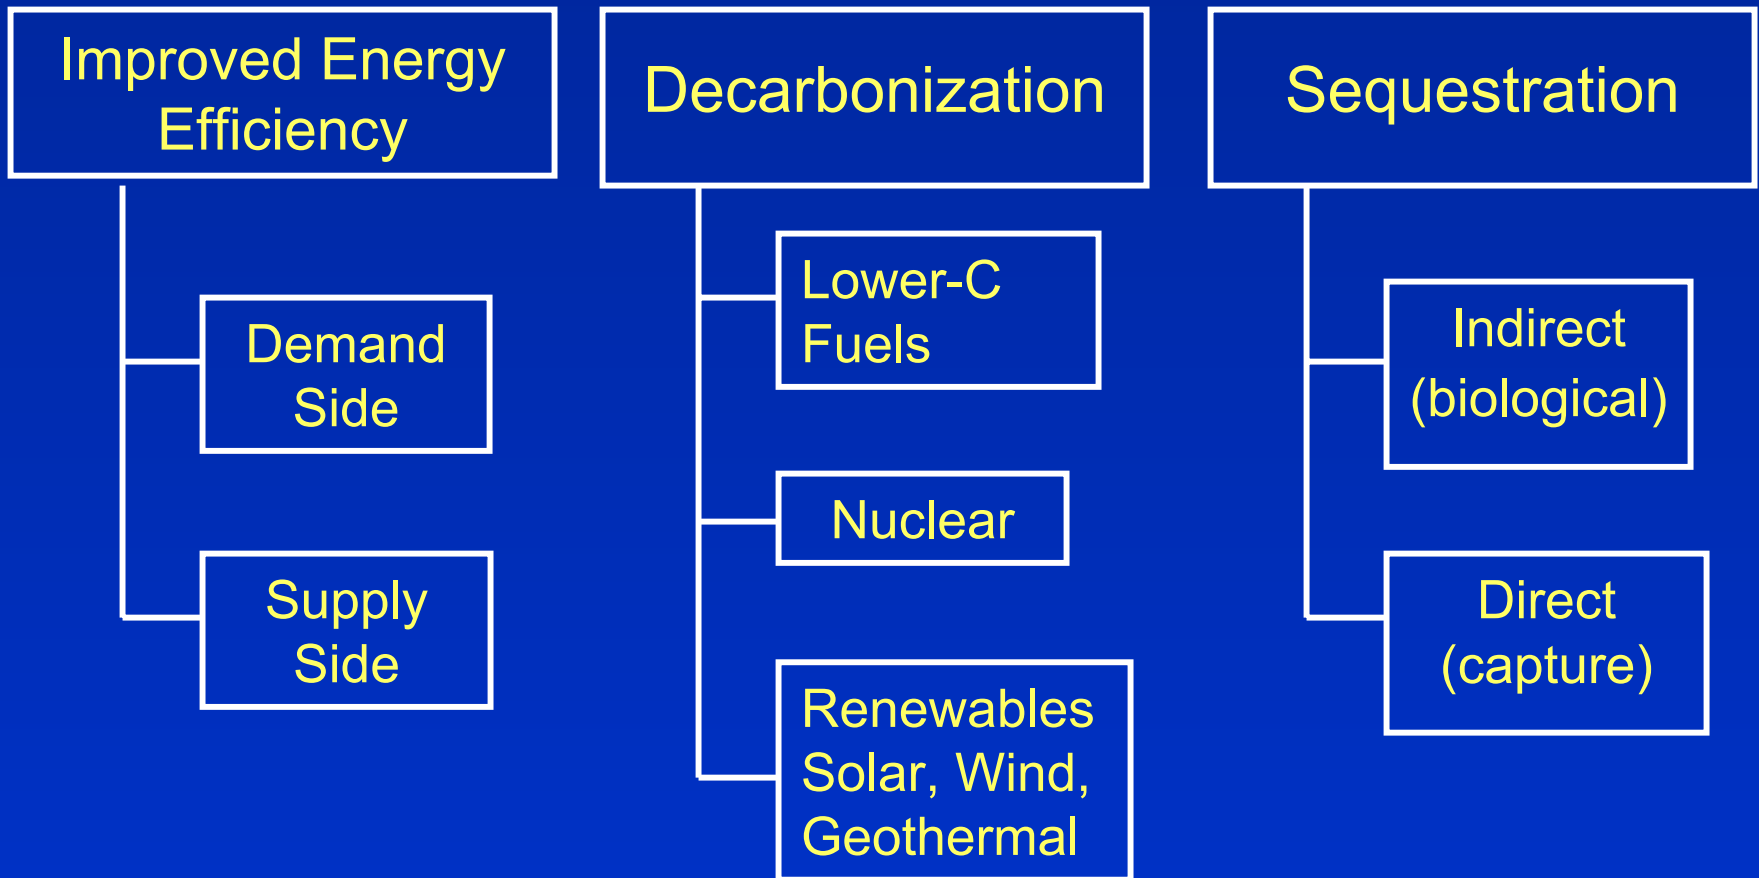 Improved Energy
Efficiency
Demand
Side
Supply
Side
Decarbonization
Lower-C
Fuels
Nuclear
Renewables
Solar, Wind,
Geothermal
Sequestration
Indirect
(biological)
Direct
(capture)